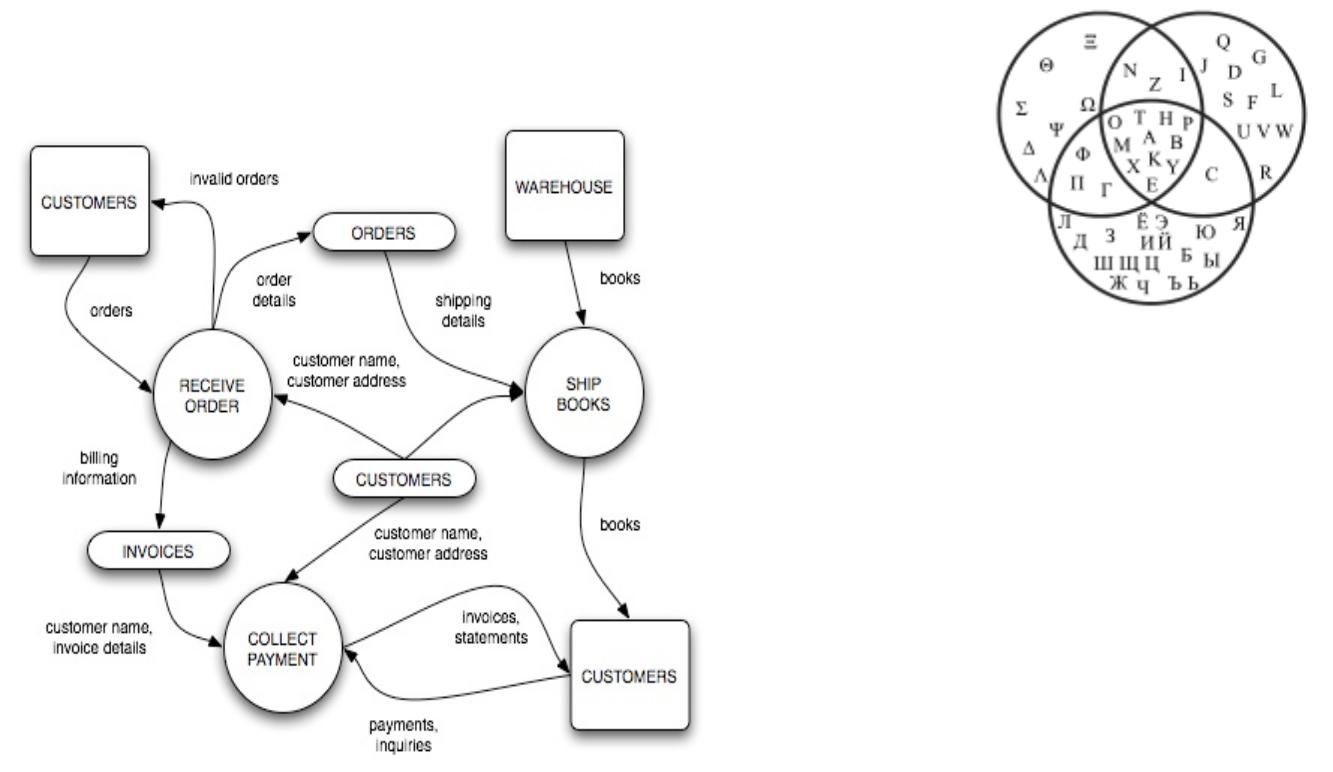 CUSTOMERS
invalid orders
ORDERS
WAREHOUSE
order
details
shipping
details
books
orders
customer name,
customer address
RECEIVE
ORDER
SHIP
BOOKS
billing
information
CUSTOMERS
INVOICES
customer name,
customer address
books
customer name,
invoice details
COLLECT
PAYMENT
invoices,
statements
CUSTOMERS
payments,
inquiries
Ξ
Θ
Σ
Ω
Ψ
Δ
Λ
N
Z
I
Q
J
D
G
S
F
L
U V W
R
O T H P
M A B
X K Y
E
Φ
Π Γ
C
Л
Ё Э
Я
Д
З
И Й
Ю
Ш Щ Ц
Б
Ы
Ж Ч
Ъ Ь